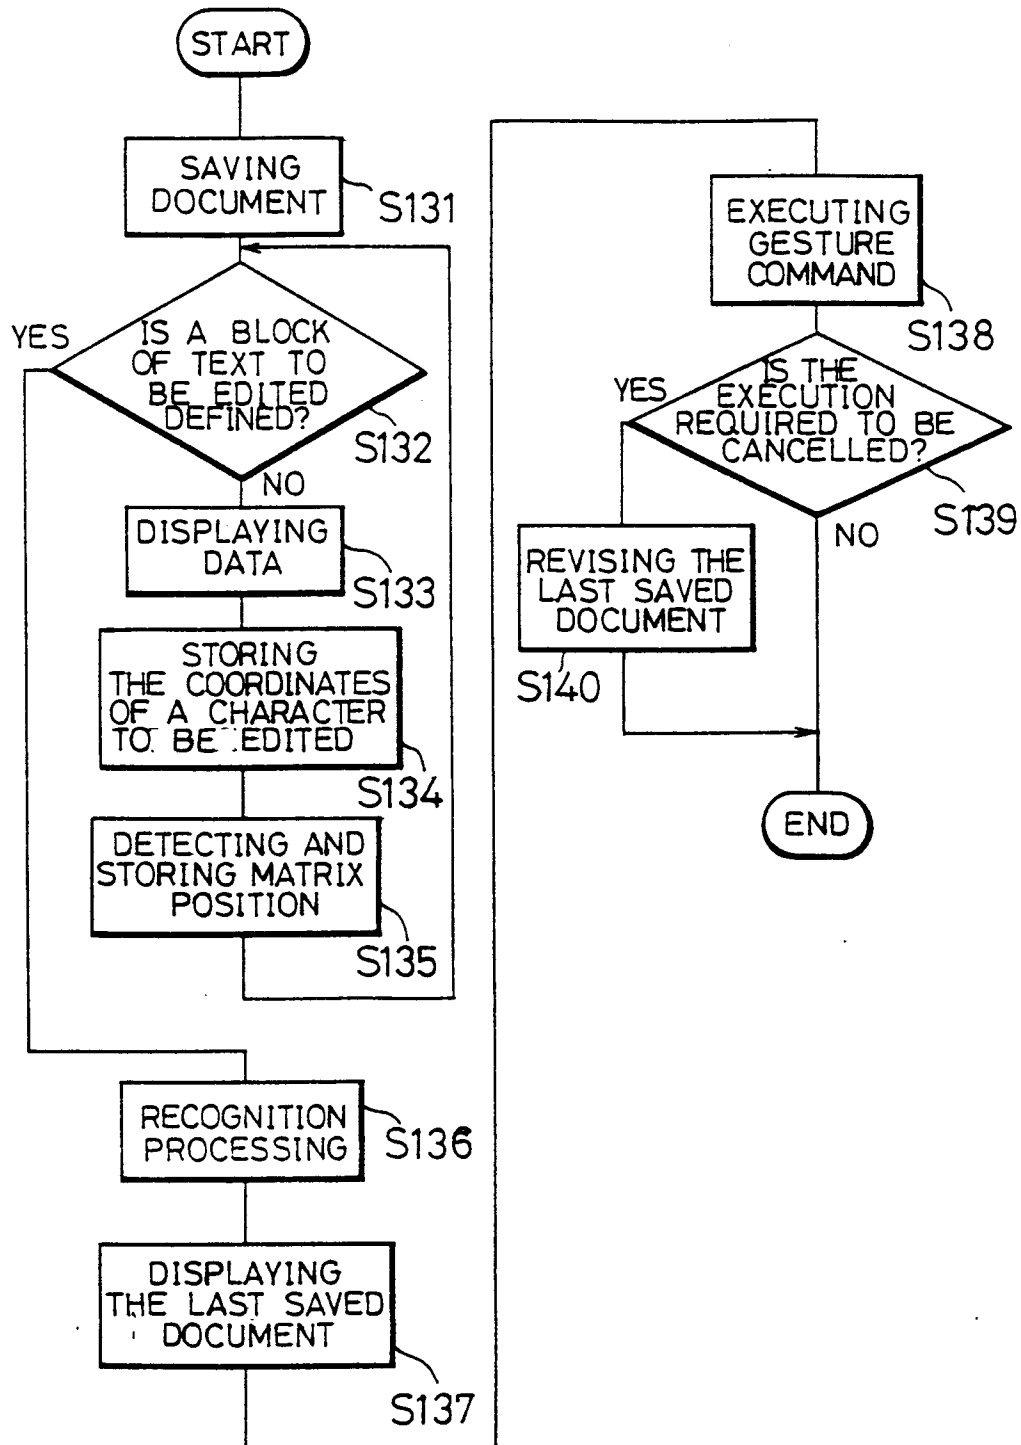 START
SAVING
DOCUMENT
S131
YES
IS A BLOCK
OF TEXT TO
BE EDITED
DEFINED?
S132
NO
DISPLAYING
DATA
S133
STORING
THE COORDINATES
OF A CHARACTER
TO BE EDITED
S134
DETECTING AND
STORING MATRIX
POSITION
S135
RECOGNITION
PROCESSING
S136
DISPLAYING
THE LAST SAVED
DOCUMENT
S137
EXECUTING
GESTURE
COMMAND
S138
YES
IS THE
EXECUTION
REQUIRED TO BE
CANCELLED?
S139
NO
REVISING THE
LAST SAVED
DOCUMENT
S140
END